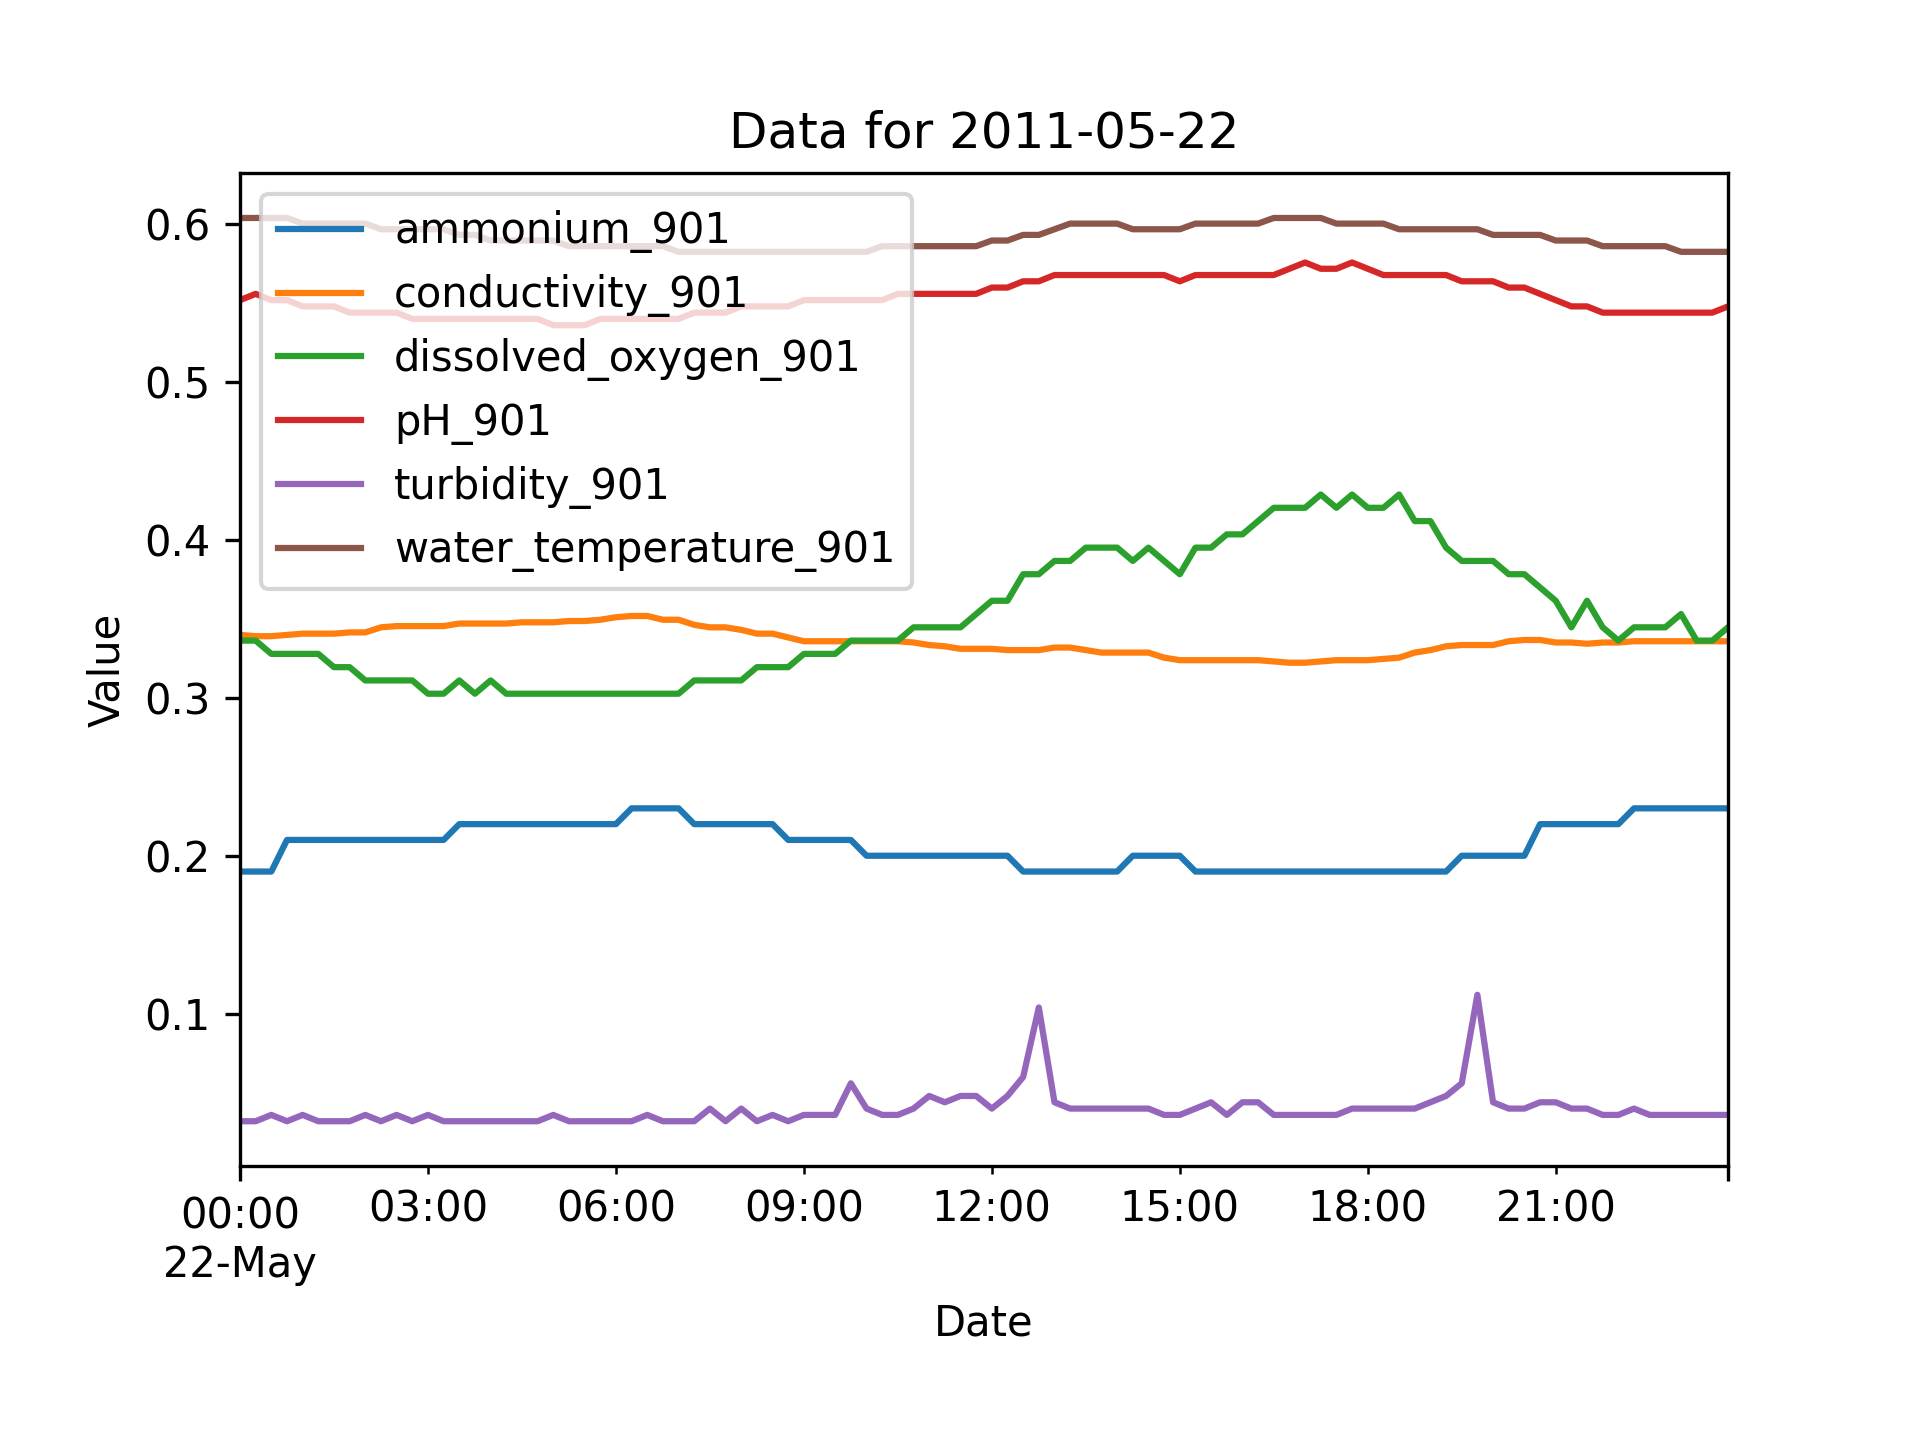 Data for 2011-05-22
ammonium_901
conductivity_901
dissolved_oxygen_901
pH_901
turbidity_901
water_temperature_901
Value
0.6
0.5
0.4
0.3
0.2
0.1
00:00 03:00 06:00 09:00 12:00 15:00 18:00 21:00
22-May
Date